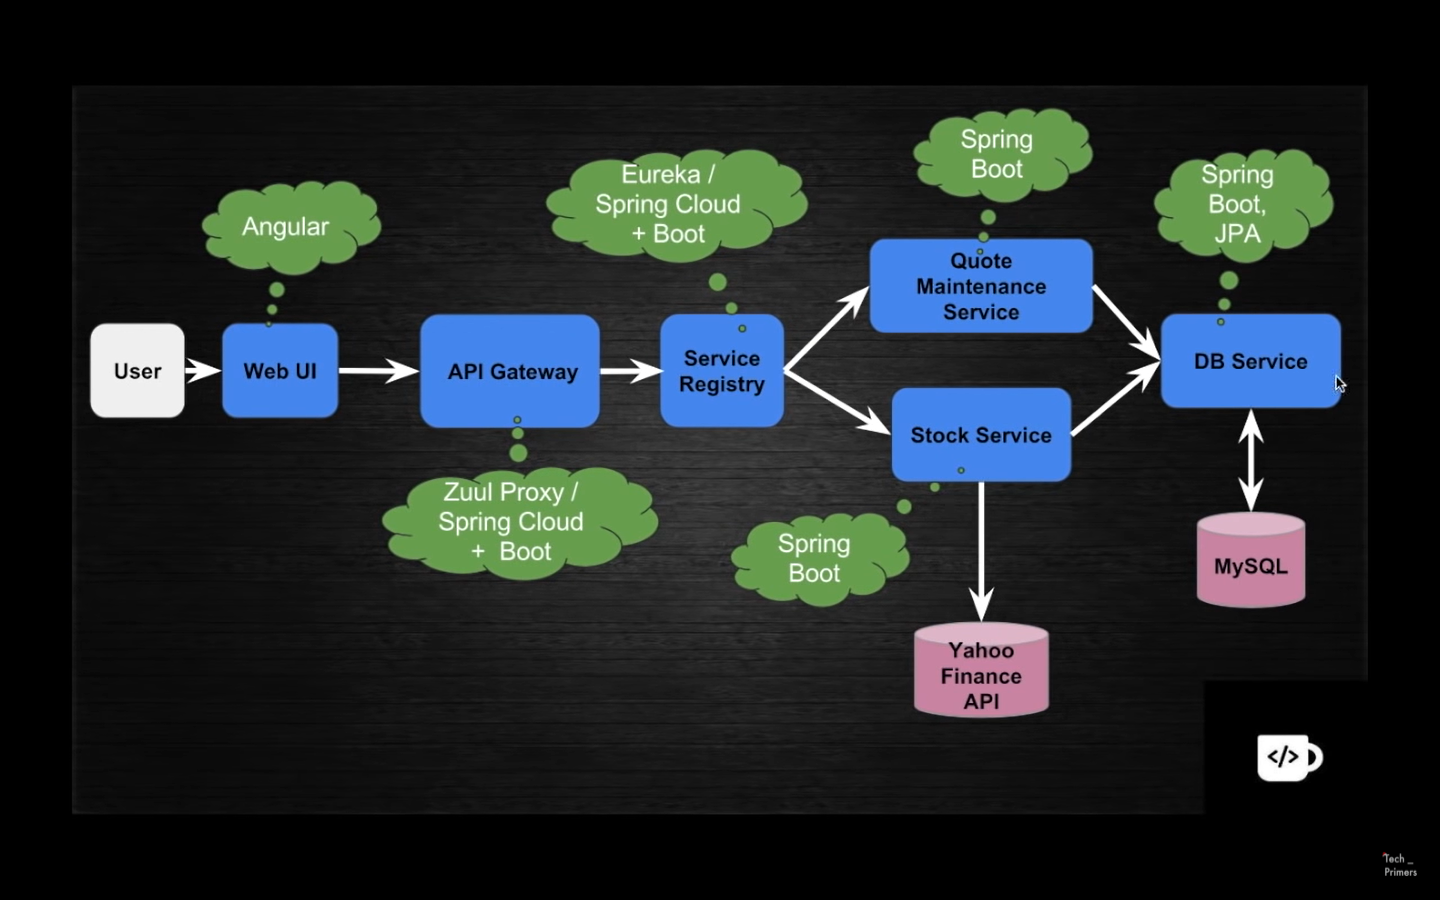 Spring
Boot
Eureka /
Spring Cloud
+ Boot
Spring
Boot,
JPA
Angular
Quote
Maintenance
Service
User
Web UI
API Gateway
Service
Registry
DB Service
Stock Service
Zuul Proxy /
Spring Cloud
+ Boot
Spring
Boot
MySQL
Yahoo
Finance
API
</>
Tech _
Primers